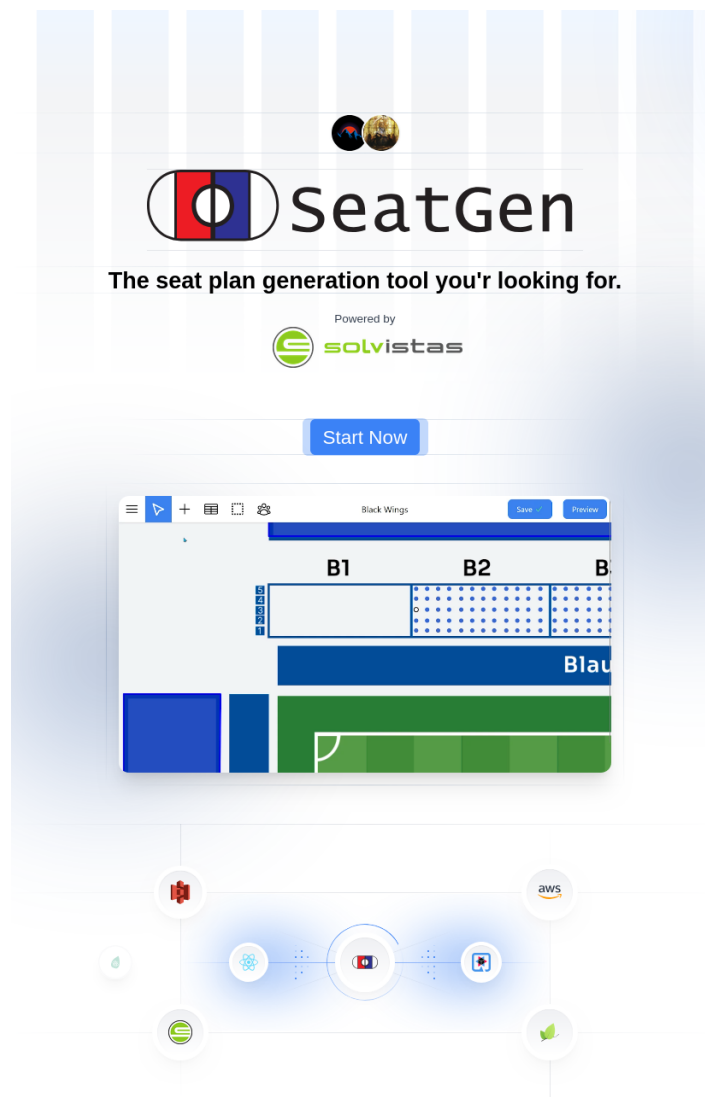 SeatGen
The seat plan generation tool you'r looking for.
Powered by
solvistas
Start Now
Black Wings
Save
Preview
B1
B2
B3
5
4
3
2
1
Blau
aws